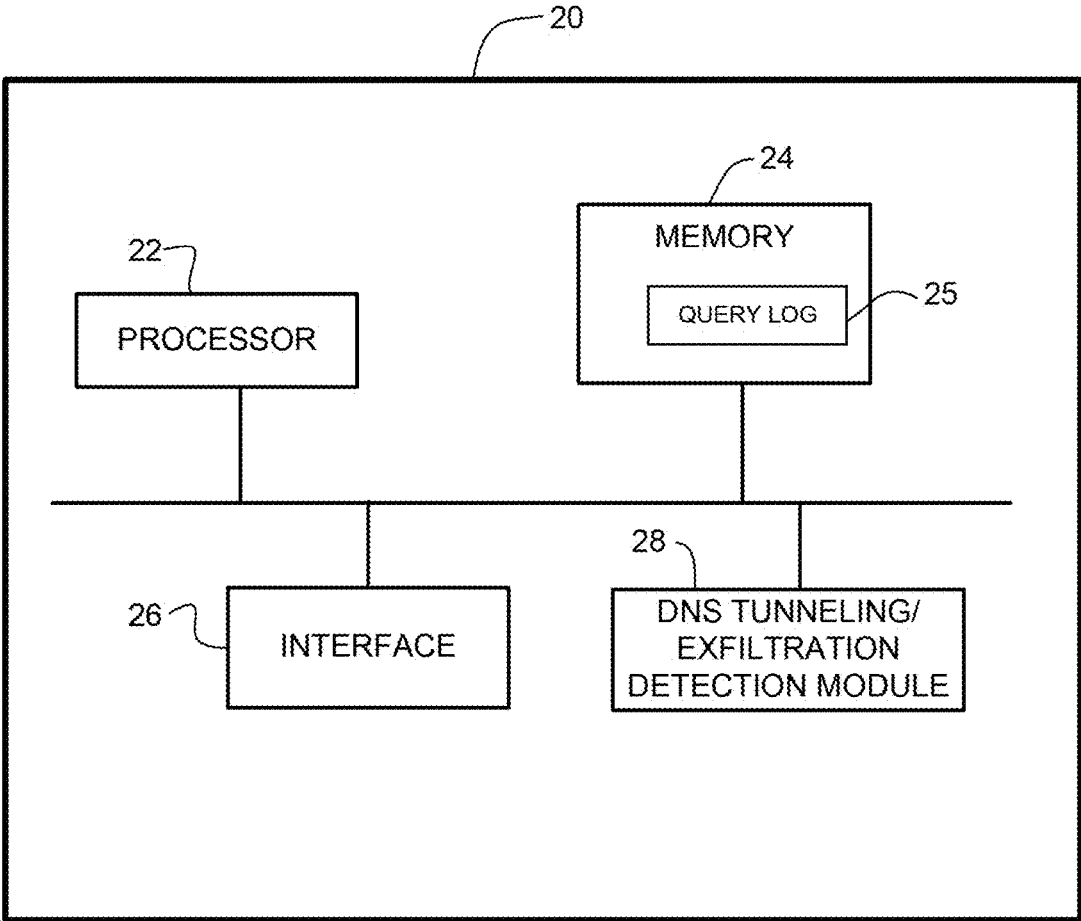 20
24
MEMORY
22
QUERY LOG
25
PROCESSOR
28
26
INTERFACE
DNS TUNNELING/
EXFILTRATION
DETECTION MODULE